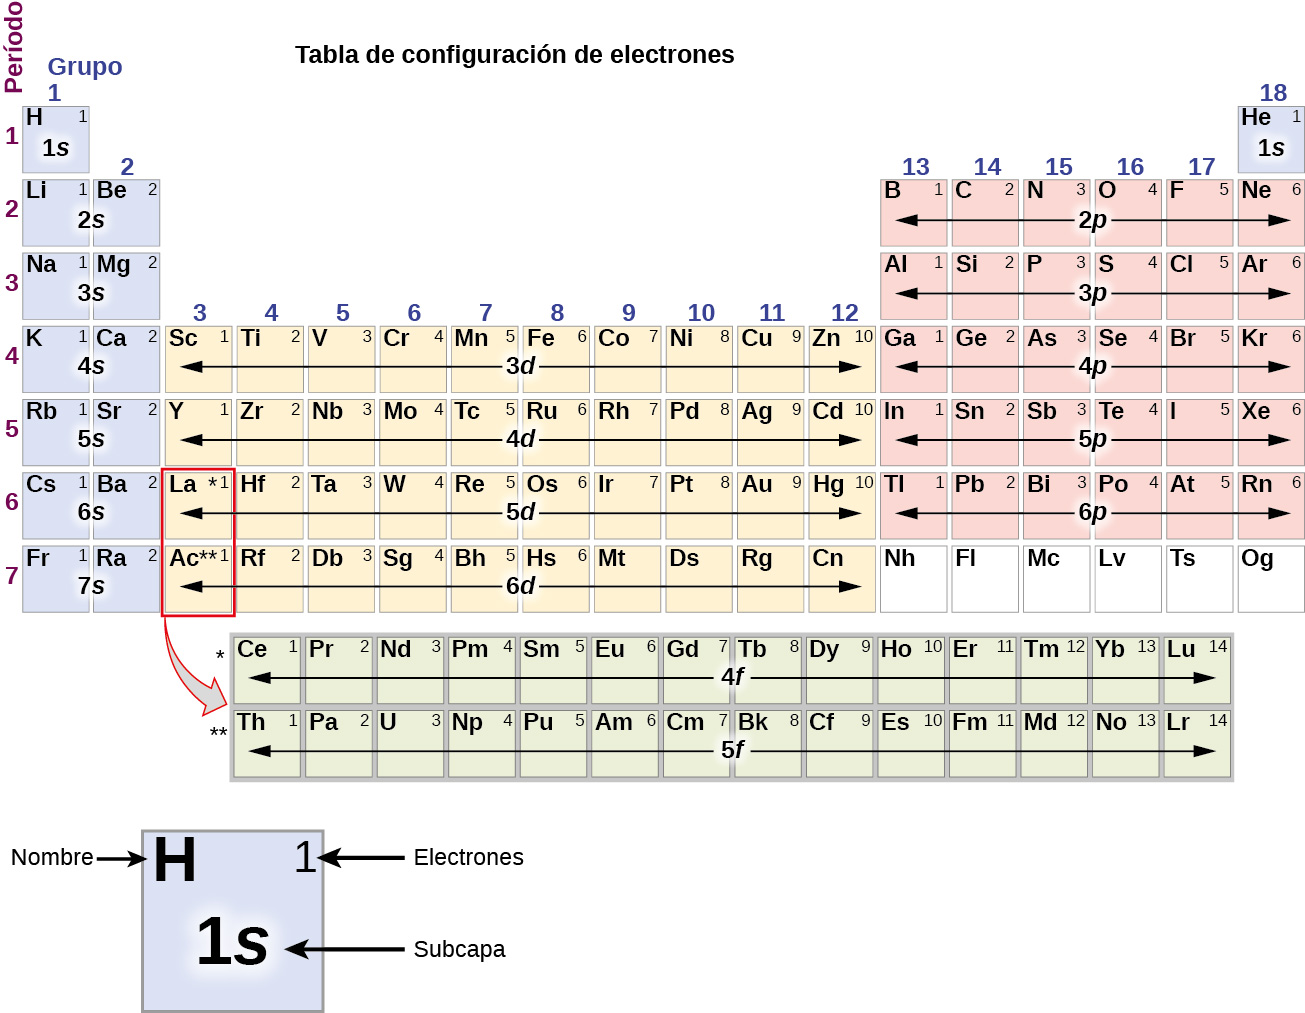 Tabla de configuración de electrones
Período
Grupo
1 18
1 H 1 He 1
1s 1s
2 13 14 15 16 17
2 Li 1 Be 2 B 1 C 2 N 3 O 4 F 5 Ne 6
2s 2p
3 Na 1 Mg 2 Al 1 Si 2 P 3 S 4 Cl 5 Ar 6
3s 3p
3 4 5 6 7 8 9 10 11 12
4 K 1 Ca 2 Sc 1 Ti 2 V 3 Cr 4 Mn 5 Fe 6 Co 7 Ni 8 Cu 9 Zn 10 Ga 1 Ge 2 As 3 Se 4 Br 5 Kr 6
4s 3d 4p
5 Rb 1 Sr 2 Y 1 Zr 2 Nb 3 Mo 4 Tc 5 Ru 6 Rh 7 Pd 8 Ag 9 Cd 10 In 1 Sn 2 Sb 3 Te 4 I 5 Xe 6
5s 4d 5p
6 Cs 1 Ba 2 La *1 Hf 2 Ta 3 W 4 Re 5 Os 6 Ir 7 Pt 8 Au 9 Hg 10 Tl 1 Pb 2 Bi 3 Po 4 At 5 Rn 6
6s 5d 6p
7 Fr 1 Ra 2 Ac**1 Rf 2 Db 3 Sg 4 Bh 5 Hs 6 Mt Ds Rg Cn Nh Fl Mc Lv Ts Og
7s 6d
* Ce 1 Pr 2 Nd 3 Pm 4 Sm 5 Eu 6 Gd 7 Tb 8 Dy 9 Ho 10 Er 11 Tm 12 Yb 13 Lu 14
4f
** Th 1 Pa 2 U 3 Np 4 Pu 5 Am 6 Cm 7 Bk 8 Cf 9 Es 10 Fm 11 Md 12 No 13 Lr 14
5f
Nombre H 1 Electrones
1s Subcapa